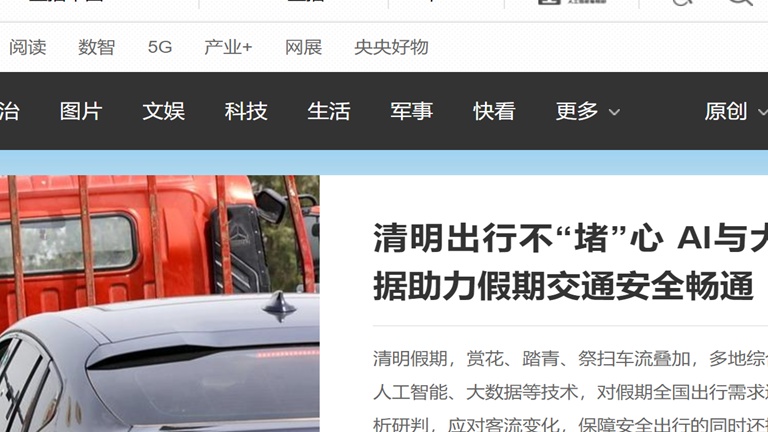 阅读 数智 5G 产业+ 网展 央央好物
治 图片 文娱 科技 生活 军事 快看 更多 原创
清明出行不“堵”心 AI与大
据助力假期交通安全畅通
清明假期，赏花、踏青、祭扫车流叠加，多地综合
人工智能、大数据等技术，对假期全国出行需求
析研判，应对客流变化，保障安全出行的同时还